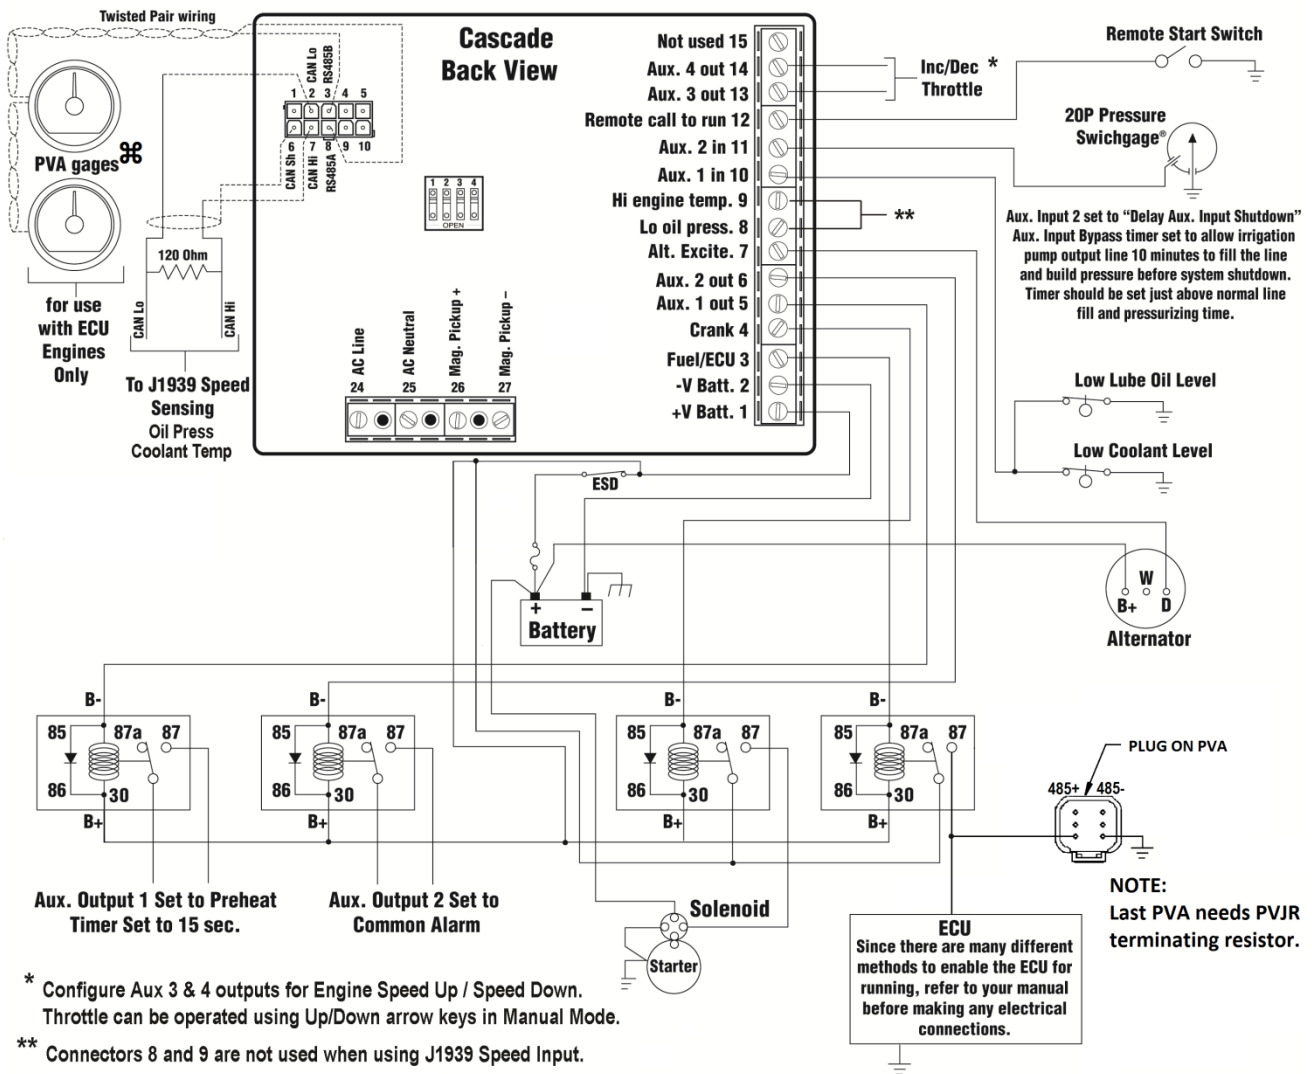 Twisted Pair wiring
Cascade
Back View
CAN Lo
RS485B
1 2 3 4 5
6 7 8 9 10
CAN Sh
CAN Hi
RS485A
1 2 3 4
OPEN
Not used 15
Aux. 4 out 14
Aux. 3 out 13
Remote call to run 12
Aux. 2 in 11
Aux. 1 in 10
Hi engine temp. 9
Lo oil press. 8
Alt. Excite. 7
Aux. 2 out 6
Aux. 1 out 5
Crank 4
Fuel/ECU 3
-V Batt. 2
+V Batt. 1
Inc/Dec *
Throttle
**
Remote Start Switch
20P Pressure
Swichgage®
Aux. Input 2 set to “Delay Aux. Input Shutdown”
Aux. Input Bypass timer set to allow irrigation
pump output line 10 minutes to fill the line
and build pressure before system shutdown.
Timer should be set just above normal line
fill and pressurizing time.
PVA gages⌘
for use
with ECU
Engines
Only
120 Ohm
CAN Lo
CAN Hi
To J1939 Speed
Sensing
Oil Press
Coolant Temp
AC Line
AC Neutral
Mag. Pickup +
Mag. Pickup –
24 25 26 27
Low Lube Oil Level
Low Coolant Level
ESD
+ –
Battery
W
B+ D
Alternator
B-
85 87a 87
86 30
B+
B-
85 87a 87
86 30
B+
B-
85 87a 87
86 30
B+
B-
85 87a 87
86 30
B+
PLUG ON PVA
485+ 485-
NOTE:
Last PVA needs PVJR
terminating resistor.
Aux. Output 1 Set to Preheat
Timer Set to 15 sec.
Aux. Output 2 Set to
Common Alarm
Solenoid
Starter
ECU
Since there are many different
methods to enable the ECU for
running, refer to your manual
before making any electrical
connections.
* Configure Aux 3 & 4 outputs for Engine Speed Up / Speed Down.
Throttle can be operated using Up/Down arrow keys in Manual Mode.
** Connectors 8 and 9 are not used when using J1939 Speed Input.